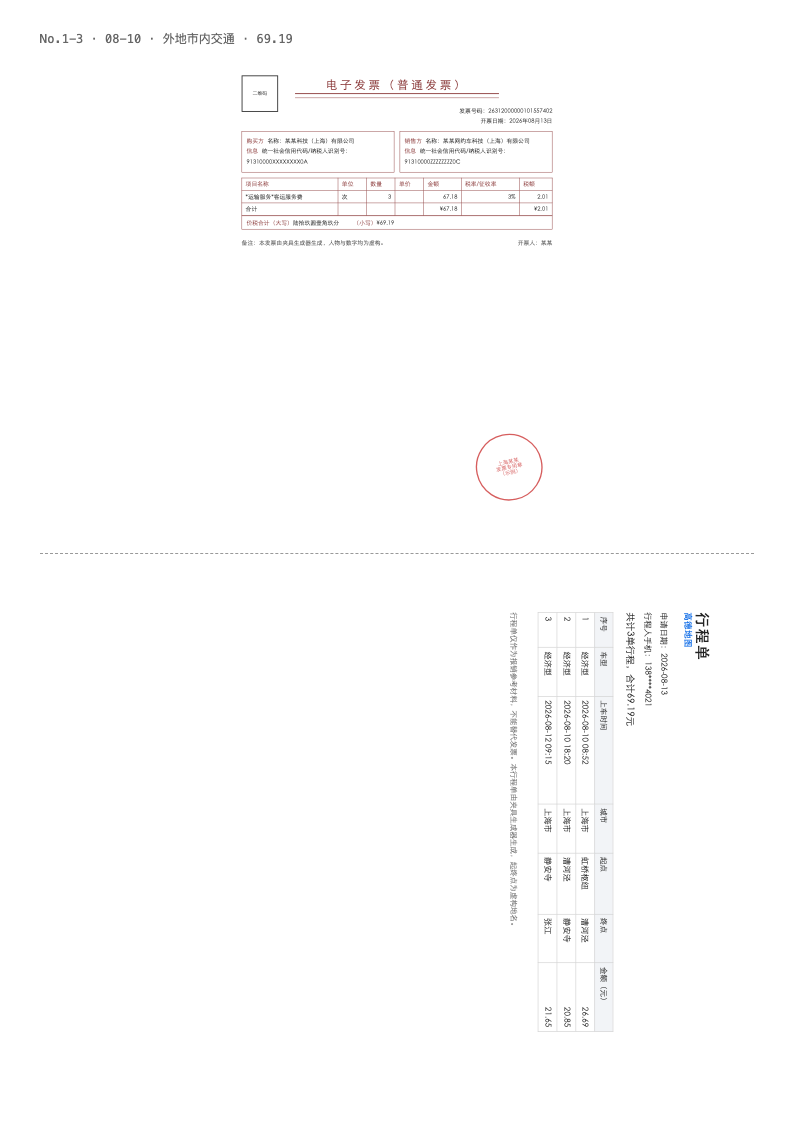 No.1-3 · 08-10 · 外地市内交通 · 69.19
二维码
电子发票（普通发票）
发票号码：26312000000101557402
开票日期：2026年08月13日
购买方 名称：某某科技（上海）有限公司
信息 统一社会信用代码/纳税人识别号：
91310000XXXXXXXX0A
销售方 名称：某某网约车科技（上海）有限公司
信息 统一社会信用代码/纳税人识别号：
91310000ZZZZZZZZ0C
项目名称 单位 数量 单价 金额 税率/征收率 税额
*运输服务*客运服务费 次 3 67.18 3% 2.01
合计 ¥67.18 ¥2.01
价税合计（大写）陆拾玖圆壹角玖分 （小写）¥69.19
备注：本发票由夹具生成器生成，人物与数字均为虚构。 开票人：某某
上海某某
发票专用章
（示例）
行程单
高德地图
申请日期：2026-08-13
行程人手机：138****4021
共计3单行程，合计69.19元
序号 车型 上车时间 城市 起点 终点 金额（元）
1 经济型 2026-08-10 08:52 上海市 虹桥枢纽 漕河泾 26.69
2 经济型 2026-08-10 18:20 上海市 漕河泾 静安寺 20.85
3 经济型 2026-08-12 09:15 上海市 静安寺 张江 21.65
行程单仅作为报销参考材料，不能替代发票。本行程单由夹具生成器生成，起终点为虚构地名。